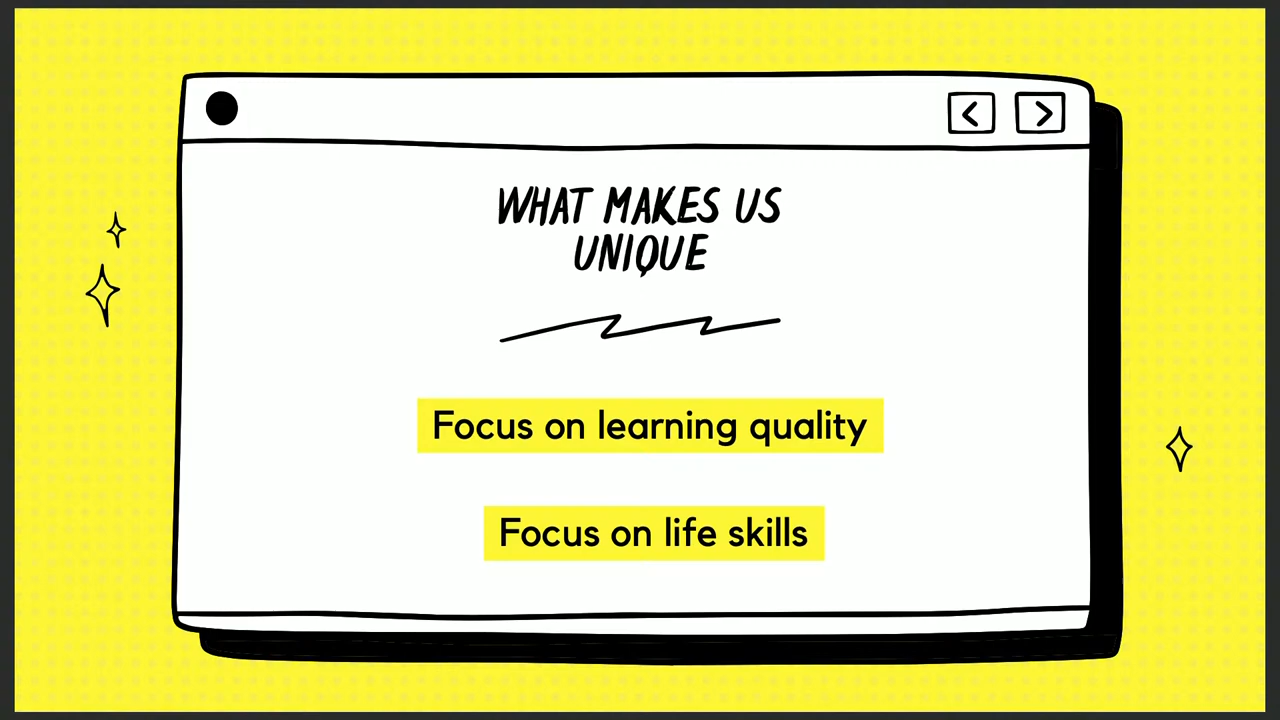 WHAT MAKES US
UNIQUE
Focus on learning quality
Focus on life skills